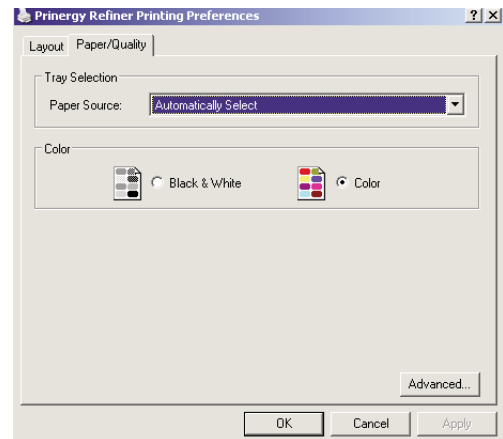 Prinergy Refiner Printing Preferences
Layout Paper/Quality
Tray Selection
Paper Source: Automatically Select
Color
Black & White Color
Advanced...
OK Cancel Apply